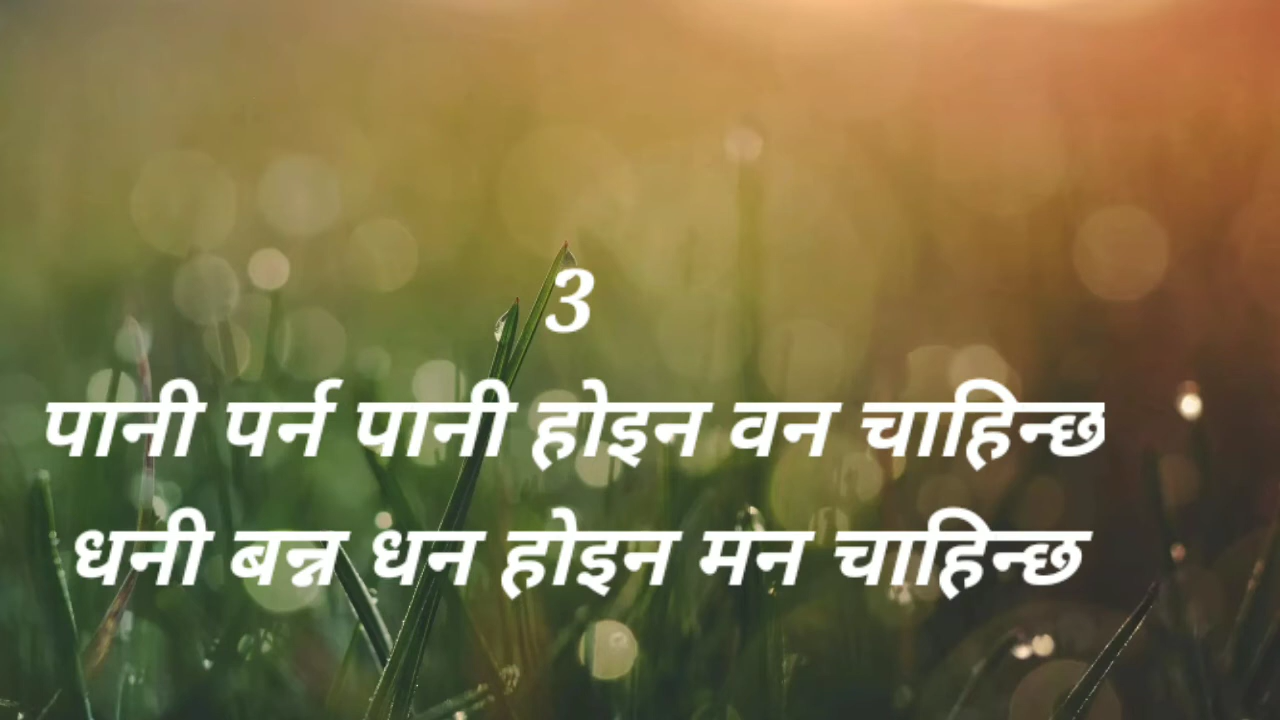 3
पानी पर्न पानी होइन वन चाहिन्छ
धनी बन्न धन होइन मन चाहिन्छ